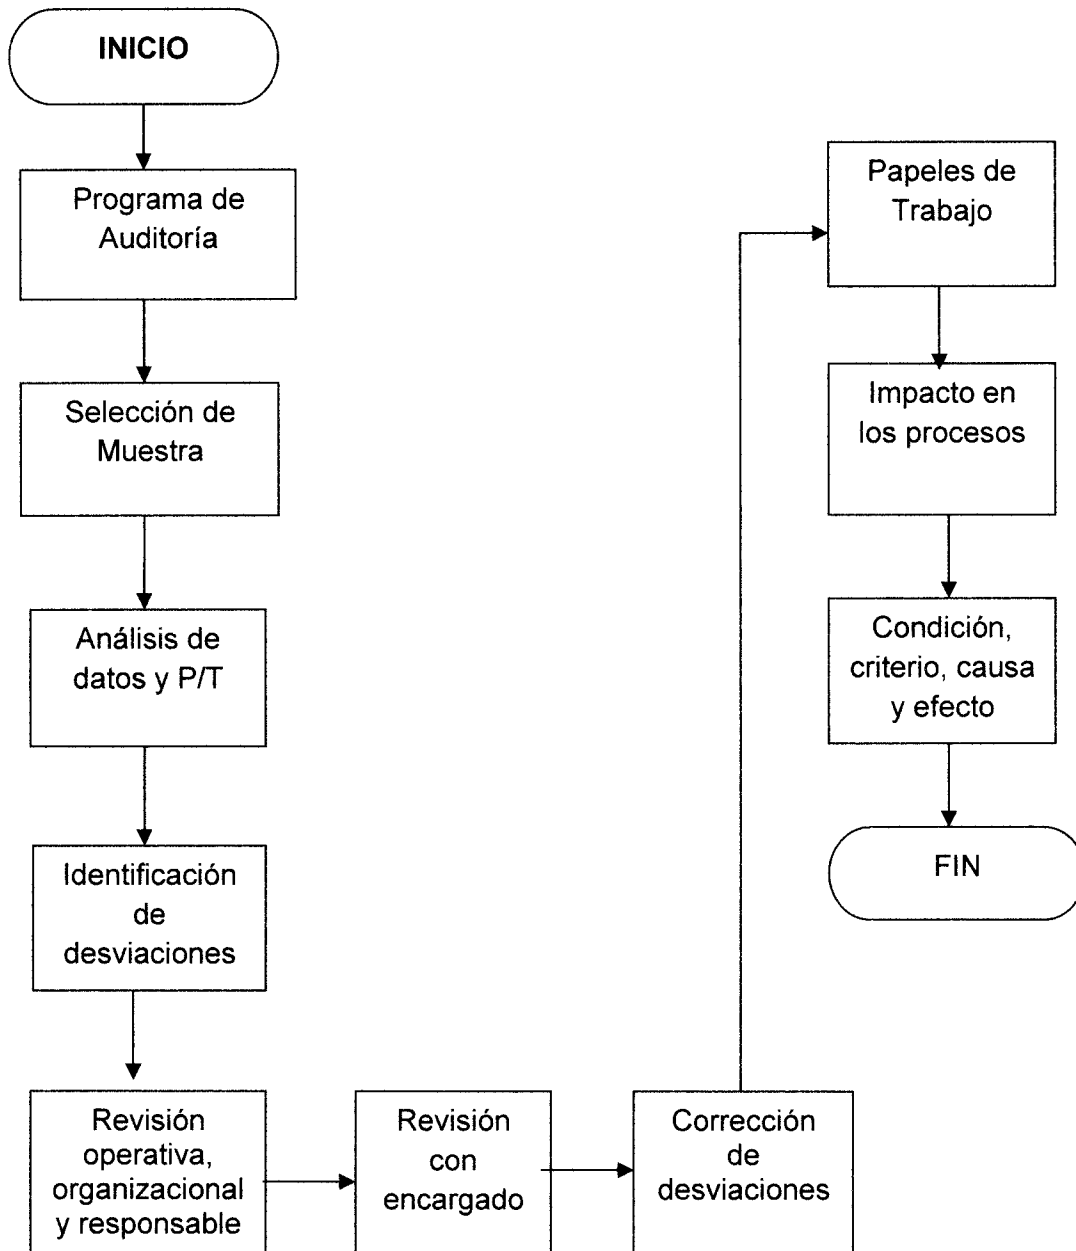 INICIO
Programa de
Auditoría
Selección de
Muestra
Análisis de
datos y P/T
Identificación
de
desviaciones
Revisión
operativa,
organizacional
y responsable
Revisión
con
encargado
Corrección
de
desviaciones
Papeles de
Trabajo
Impacto en
los procesos
Condición,
criterio, causa
y efecto
FIN